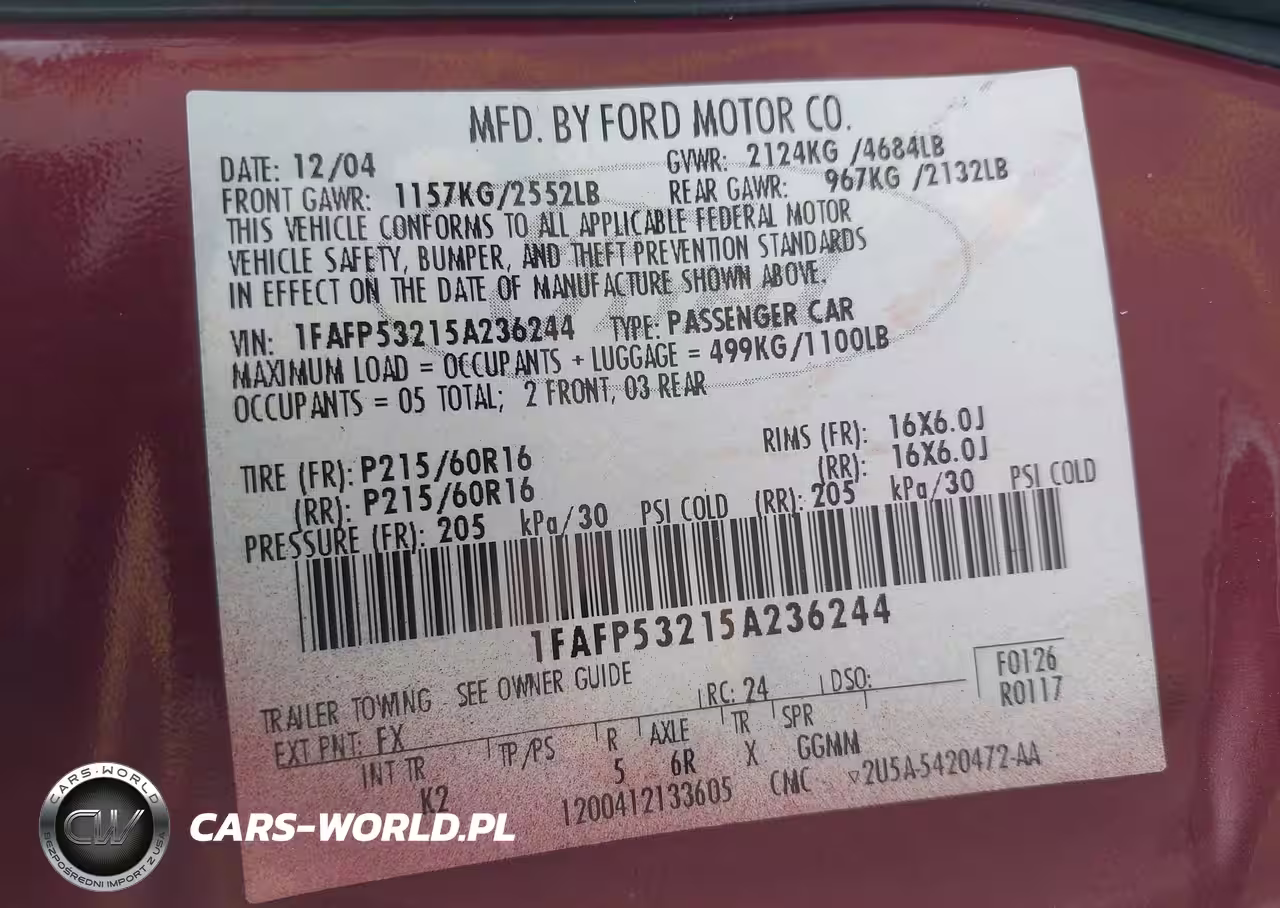 MFD. BY FORD MOTOR CO.
DATE: 12/04 GVWR: 2124KG /4684LB
FRONT GAWR: 1157KG/2552LB REAR GAWR: 967KG /2132LB
THIS VEHICLE CONFORMS TO ALL APPLICABLE FEDERAL MOTOR
VEHICLE SAFETY, BUMPER, AND THEFT PREVENTION STANDARDS
IN EFFECT ON THE DATE OF MANUFACTURE SHOWN ABOVE.
VIN: 1FAFP53215A236244 TYPE: PASSENGER CAR
MAXIMUM LOAD = OCCUPANTS + LUGGAGE = 499KG/1100LB
OCCUPANTS = 05 TOTAL; 2 FRONT, 03 REAR
TIRE (FR): P215/60R16 RIMS (FR): 16X6.0J
(RR): P215/60R16 (RR): 16X6.0J
PRESSURE (FR): 205 kPa/30 PSI COLD (RR): 205 kPa/30 PSI COLD
1FAFP53215A236244
TRAILER TOWING - SEE OWNER GUIDE
EXT PNT: FX RC: 24 DSO: F0126
R0117
INT TR TP/PS R AXLE TR SPR
K2 5 6R X GGMM
1200412133605 CMC ▽2U5A-5420472-AA
CARS-WORLD
CW
BEZPOŚREDNI IMPORT Z USA
CARS-WORLD.PL